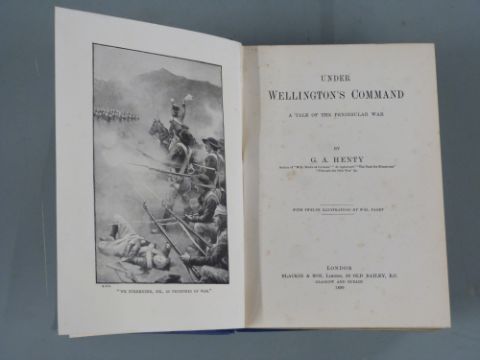 "WE SURRENDER, SIR, AS PRISONERS OF WAR."
UNDER
WELLINGTON'S COMMAND
A TALE OF THE PENINSULAR WAR
BY
G. A. HENTY
WITH TWELVE ILLUSTRATIONS BY WAL. PAGET
LONDON
BLACKIE & SON, LIMITED, 50 OLD BAILEY, E.C.
GLASGOW AND DUBLIN
1899